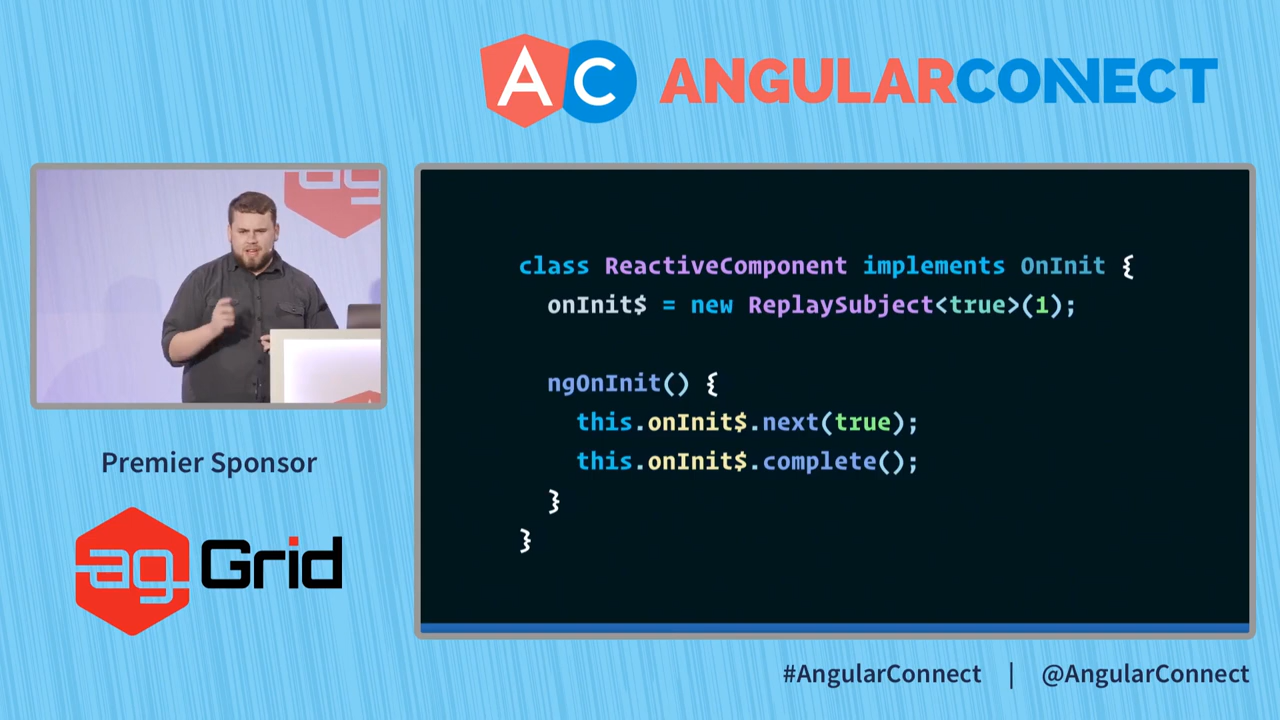 AC ANGULARCONNECT
ag
class ReactiveComponent implements OnInit {
onInit$ = new ReplaySubject<true>(1);
ngOnInit() {
this.onInit$.next(true);
this.onInit$.complete();
}
}
Premier Sponsor
ag Grid
#AngularConnect | @AngularConnect